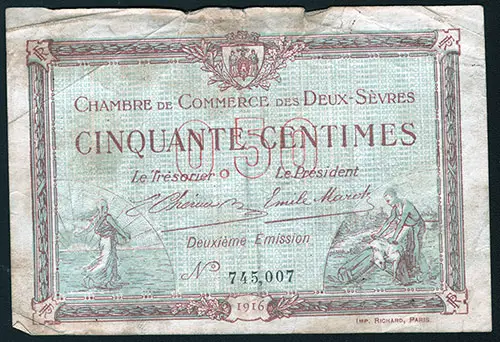 CHAMBRE DE COMMERCE DES DEUX-SÈVRES
CINQUANTE CENTIMES
0 50
Le Trésorier Le Président
Emile Marot
Deuxième Emission
N° 745,007
1916
IMP. RICHARD, PARIS